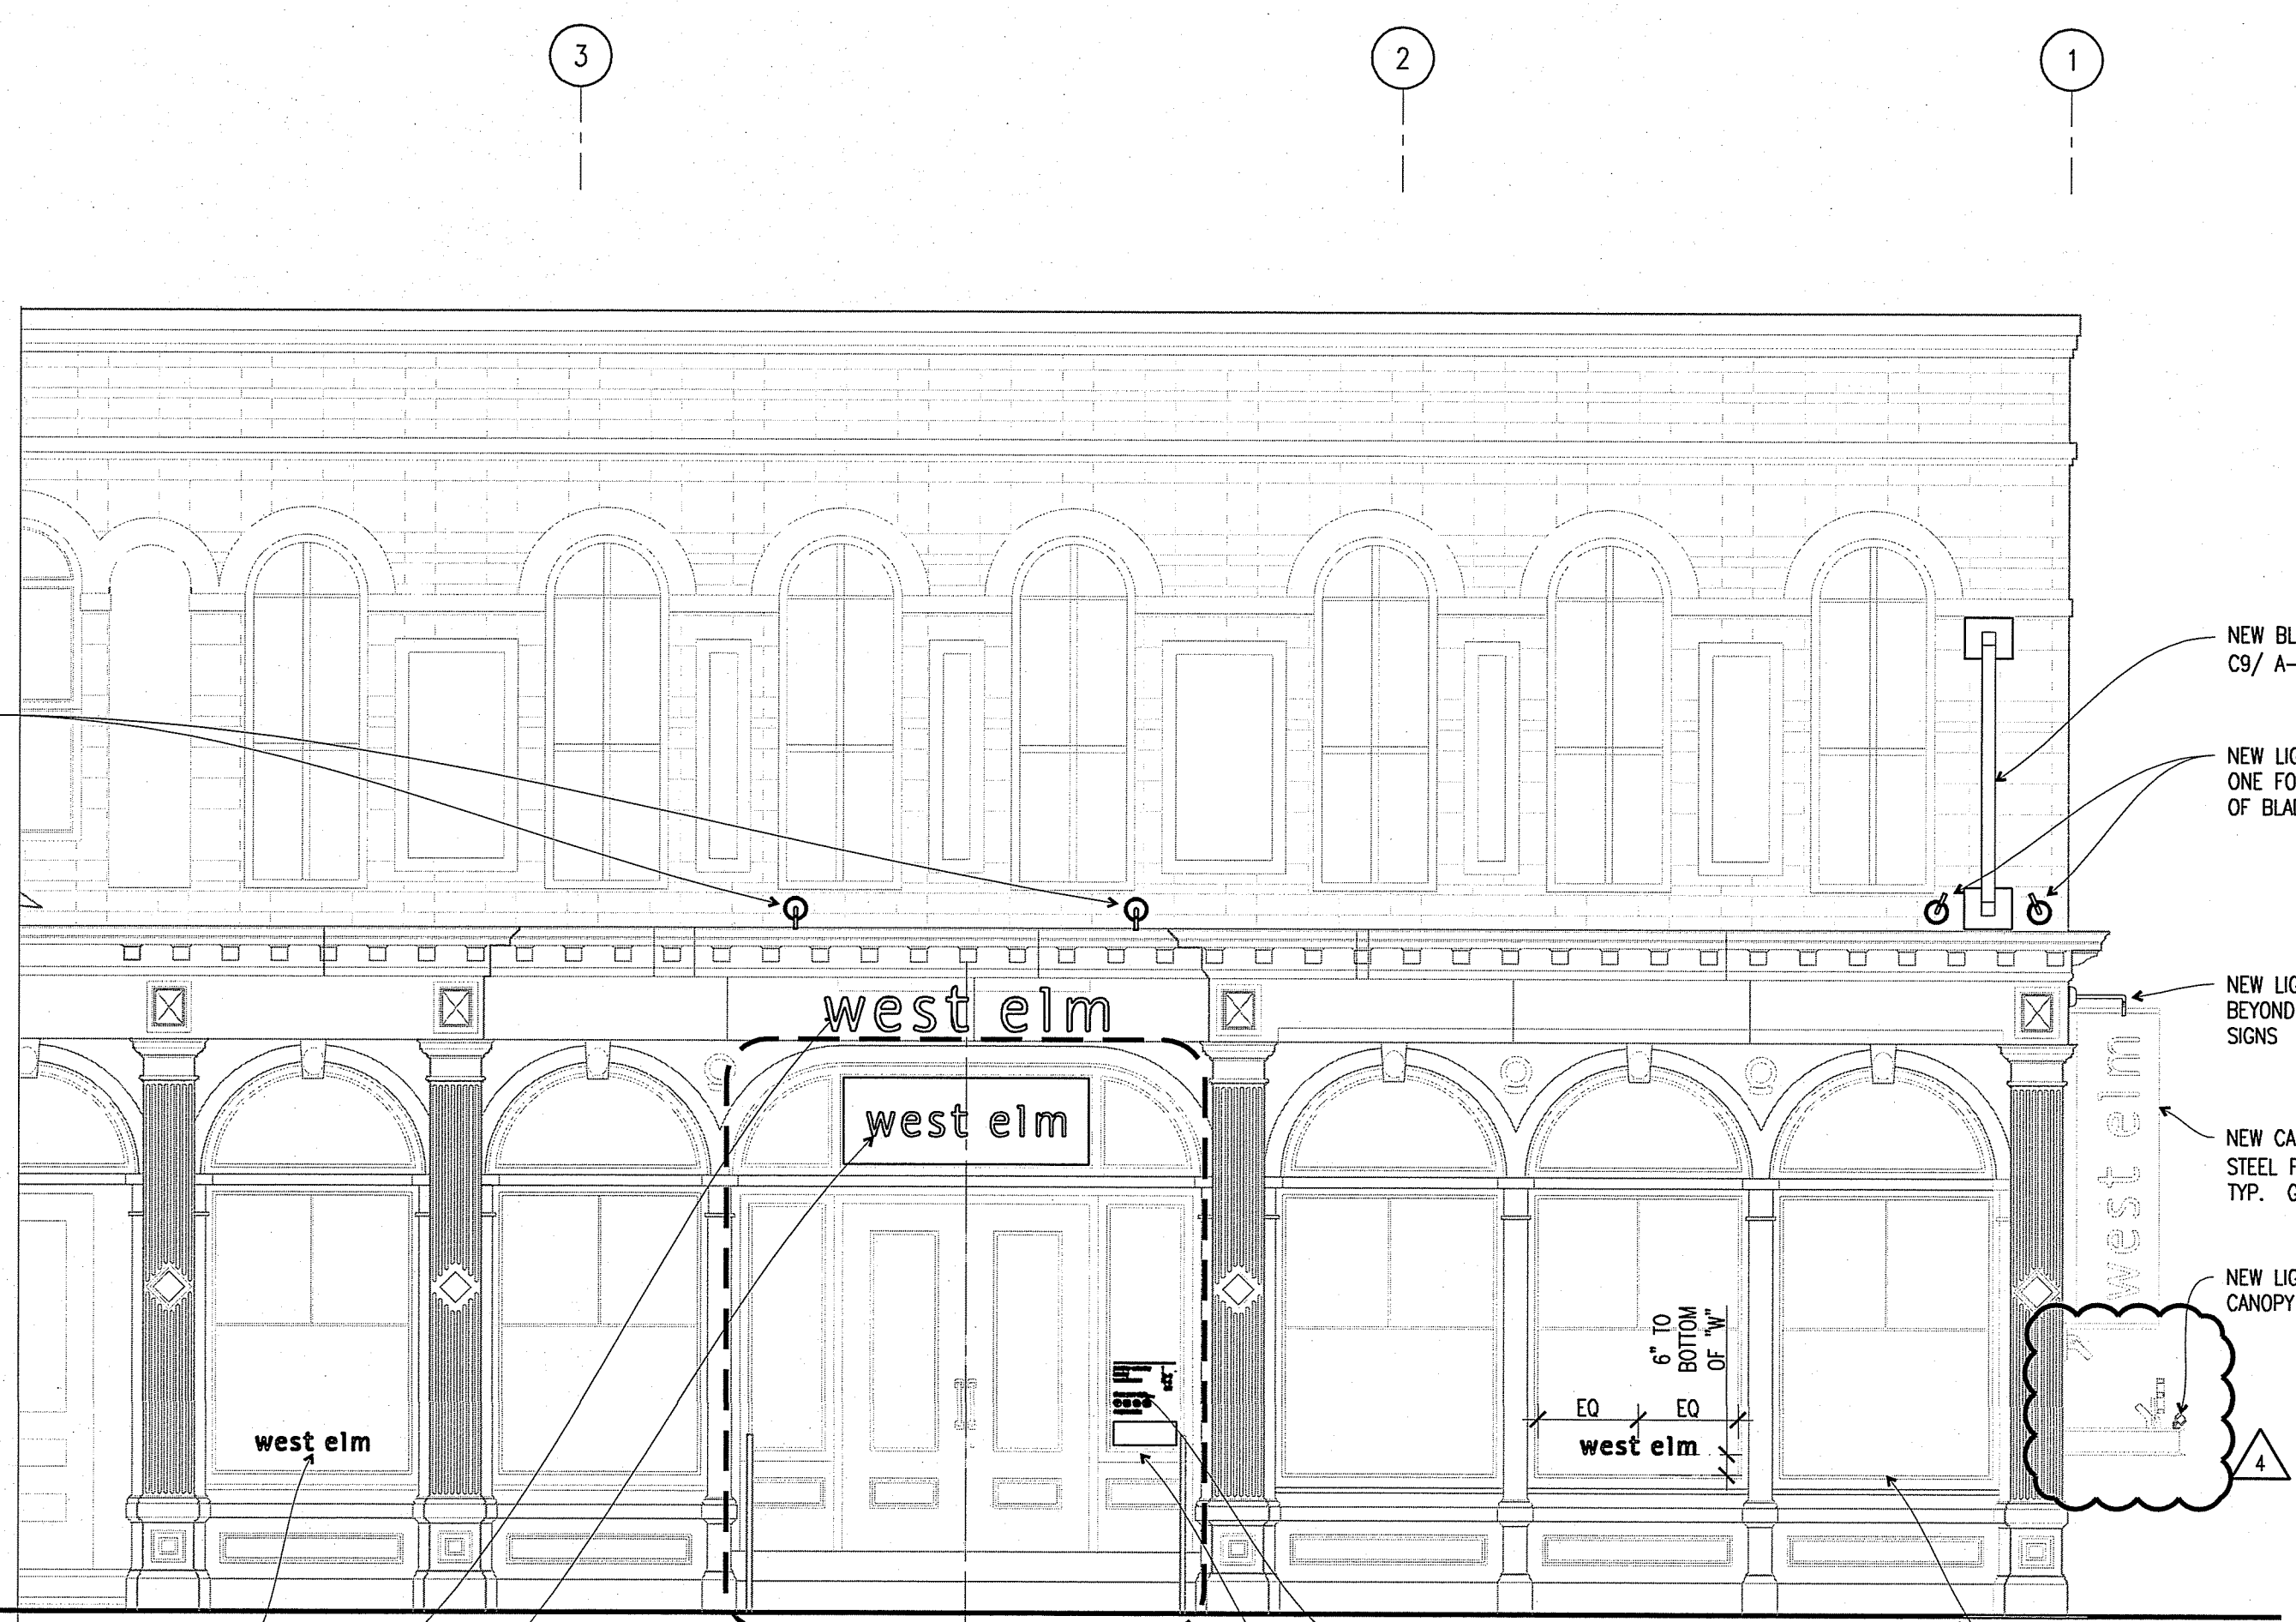 3
2
1
NEW BL
C9/ A-
NEW LIG
ONE FO
OF BLA
NEW LIG
BEYOND
SIGNS
west elm
west elm
west elm
NEW CA
STEEL F
TYP. G
NEW LIG
CANOPY
6" TO
BOTTOM
OF "W"
EQ EQ
west elm
west elm
4